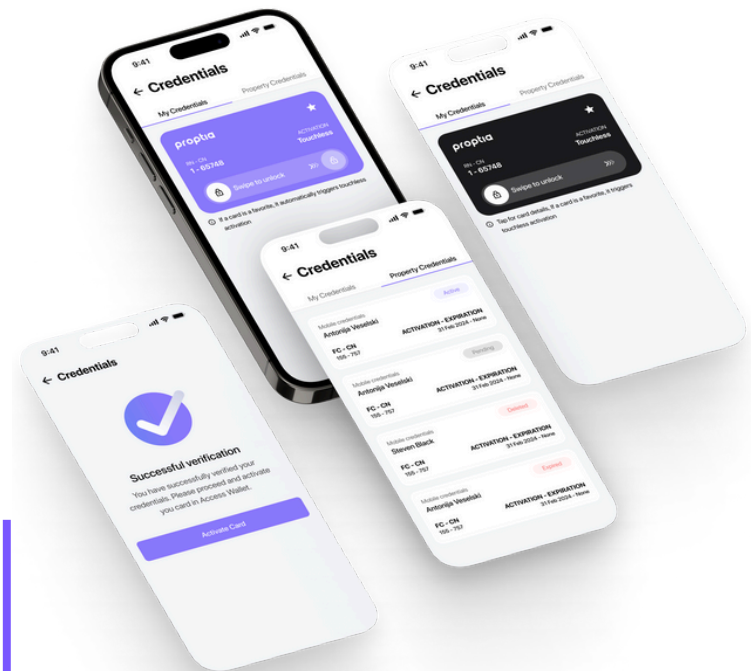 9:41
← Credentials
My Credentials
Property Credentials
proptia
★
RN - CN
1 - 65748
ACTIVATION
Touchless
Swipe to unlock
If a card is a favorite, it automatically triggers touchless
activation
9:41
← Credentials
My Credentials
Property Credentials
proptia
★
RN - CN
1 - 65748
ACTIVATION
Touchless
Swipe to unlock
Tap for card details, If a card is a favorite, it triggers
touchless activation
9:41
← Credentials
My Credentials
Property Credentials
Mobile credentials
Antonija Veselski
Active
FC - CN
155 - 757
ACTIVATION - EXPIRATION
31 Feb 2024 - None
Mobile credentials
Antonija Veselski
Pending
FC - CN
155 - 757
ACTIVATION - EXPIRATION
31 Feb 2024 - None
Mobile credentials
Steven Black
Deleted
FC - CN
155 - 757
ACTIVATION - EXPIRATION
31 Feb 2024 - None
Mobile credentials
Antonija Veselski
Expired
FC - CN
155 - 757
ACTIVATION - EXPIRATION
31 Feb 2024 - None
9:41
← Credentials
Successful verification
You have successfully verified your
credentials. Please proceed and activate
you card in Access Wallet.
Activate Card